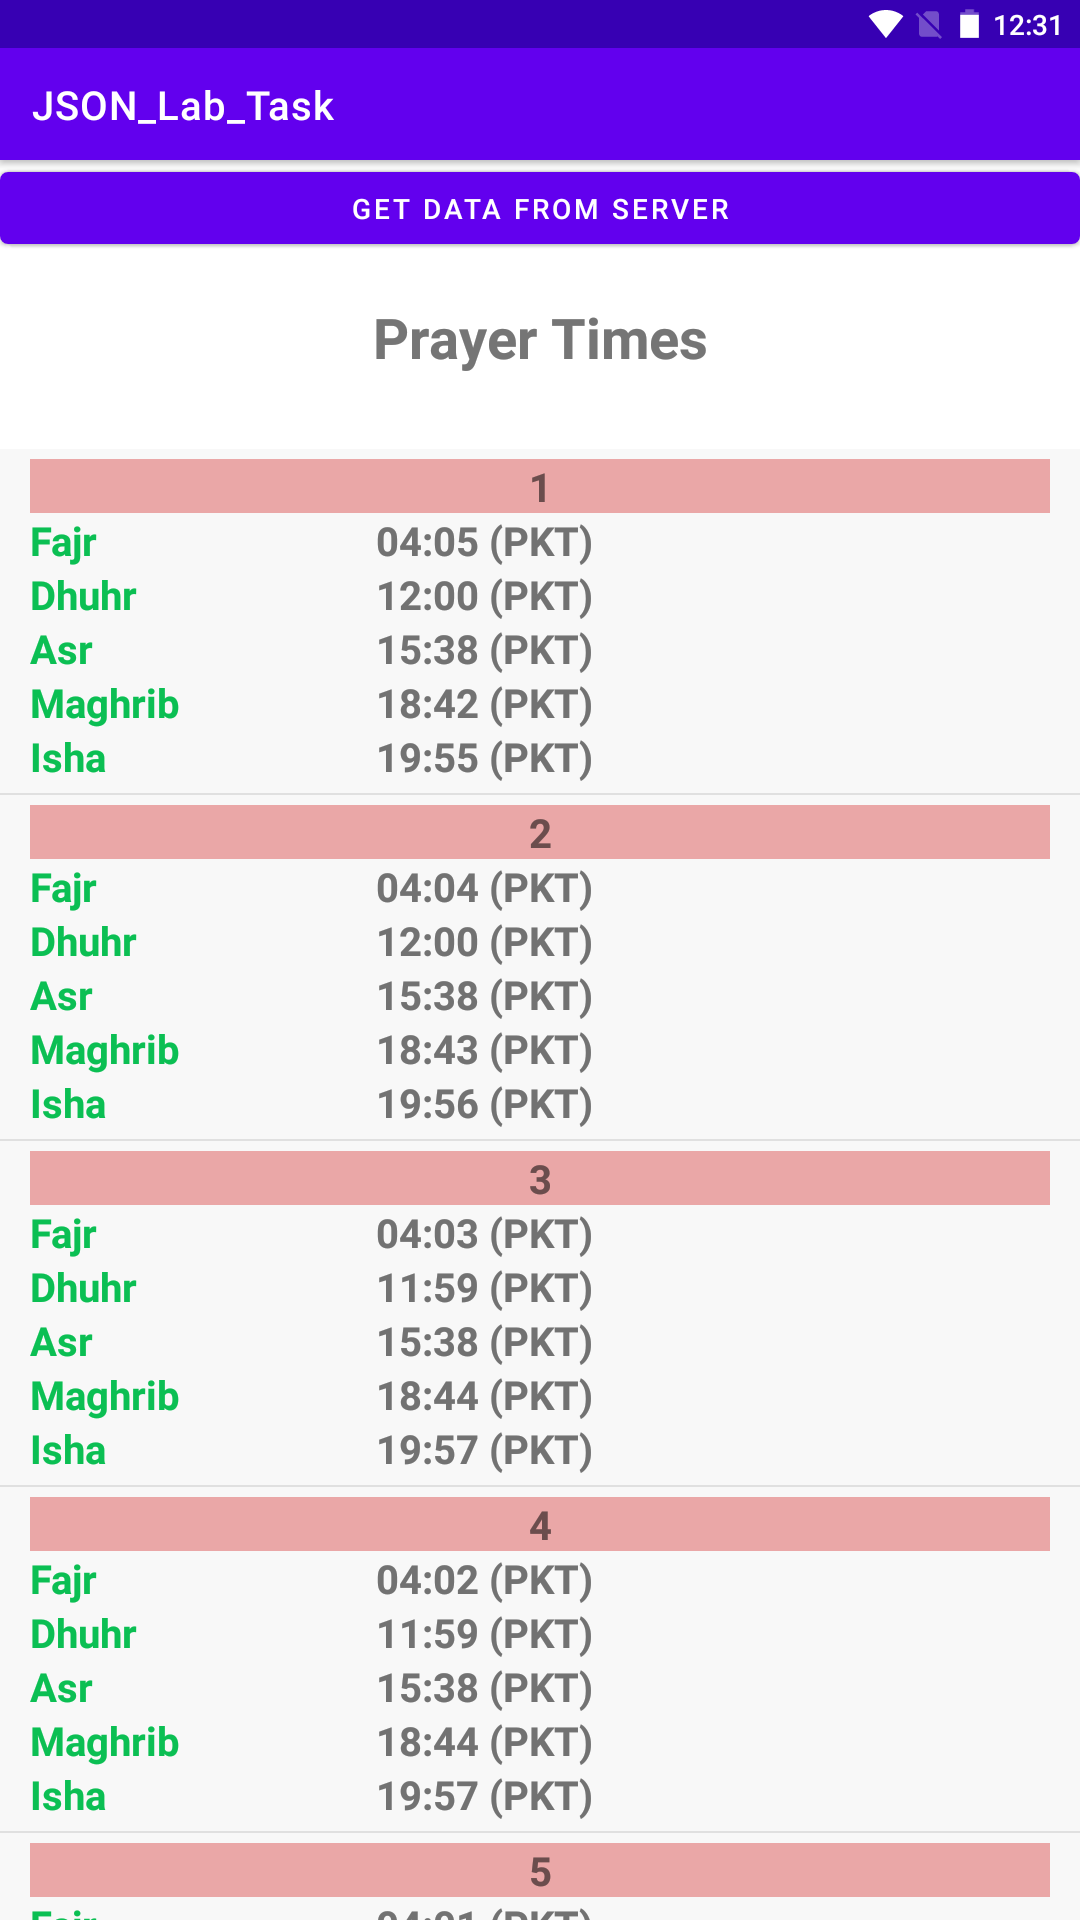 12:31
JSON_Lab_Task
GET DATA FROM SERVER
Prayer Times
1
Fajr 04:05 (PKT)
Dhuhr 12:00 (PKT)
Asr 15:38 (PKT)
Maghrib 18:42 (PKT)
Isha 19:55 (PKT)
2
Fajr 04:04 (PKT)
Dhuhr 12:00 (PKT)
Asr 15:38 (PKT)
Maghrib 18:43 (PKT)
Isha 19:56 (PKT)
3
Fajr 04:03 (PKT)
Dhuhr 11:59 (PKT)
Asr 15:38 (PKT)
Maghrib 18:44 (PKT)
Isha 19:57 (PKT)
4
Fajr 04:02 (PKT)
Dhuhr 11:59 (PKT)
Asr 15:38 (PKT)
Maghrib 18:44 (PKT)
Isha 19:57 (PKT)
5
Fajr 04:01 (PKT)